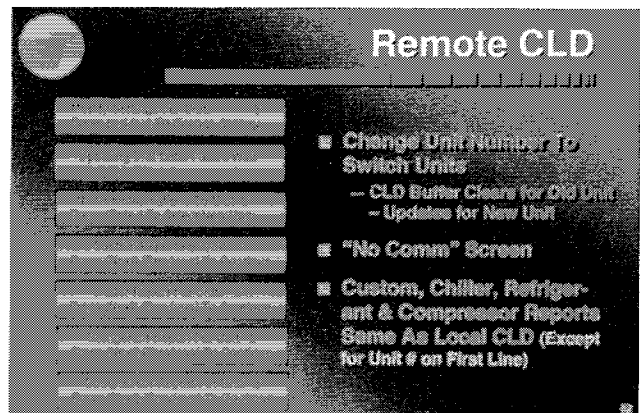 Remote CLD
■ Change Unit Number To
Switch Units
– CLD Buffer Clears for Old Unit
– Updates for New Unit
■ "No Comm" Screen
■ Custom, Chiller, Refriger-
ant & Compressor Reports
Same As Local CLD (Except
for Unit # on First Line)